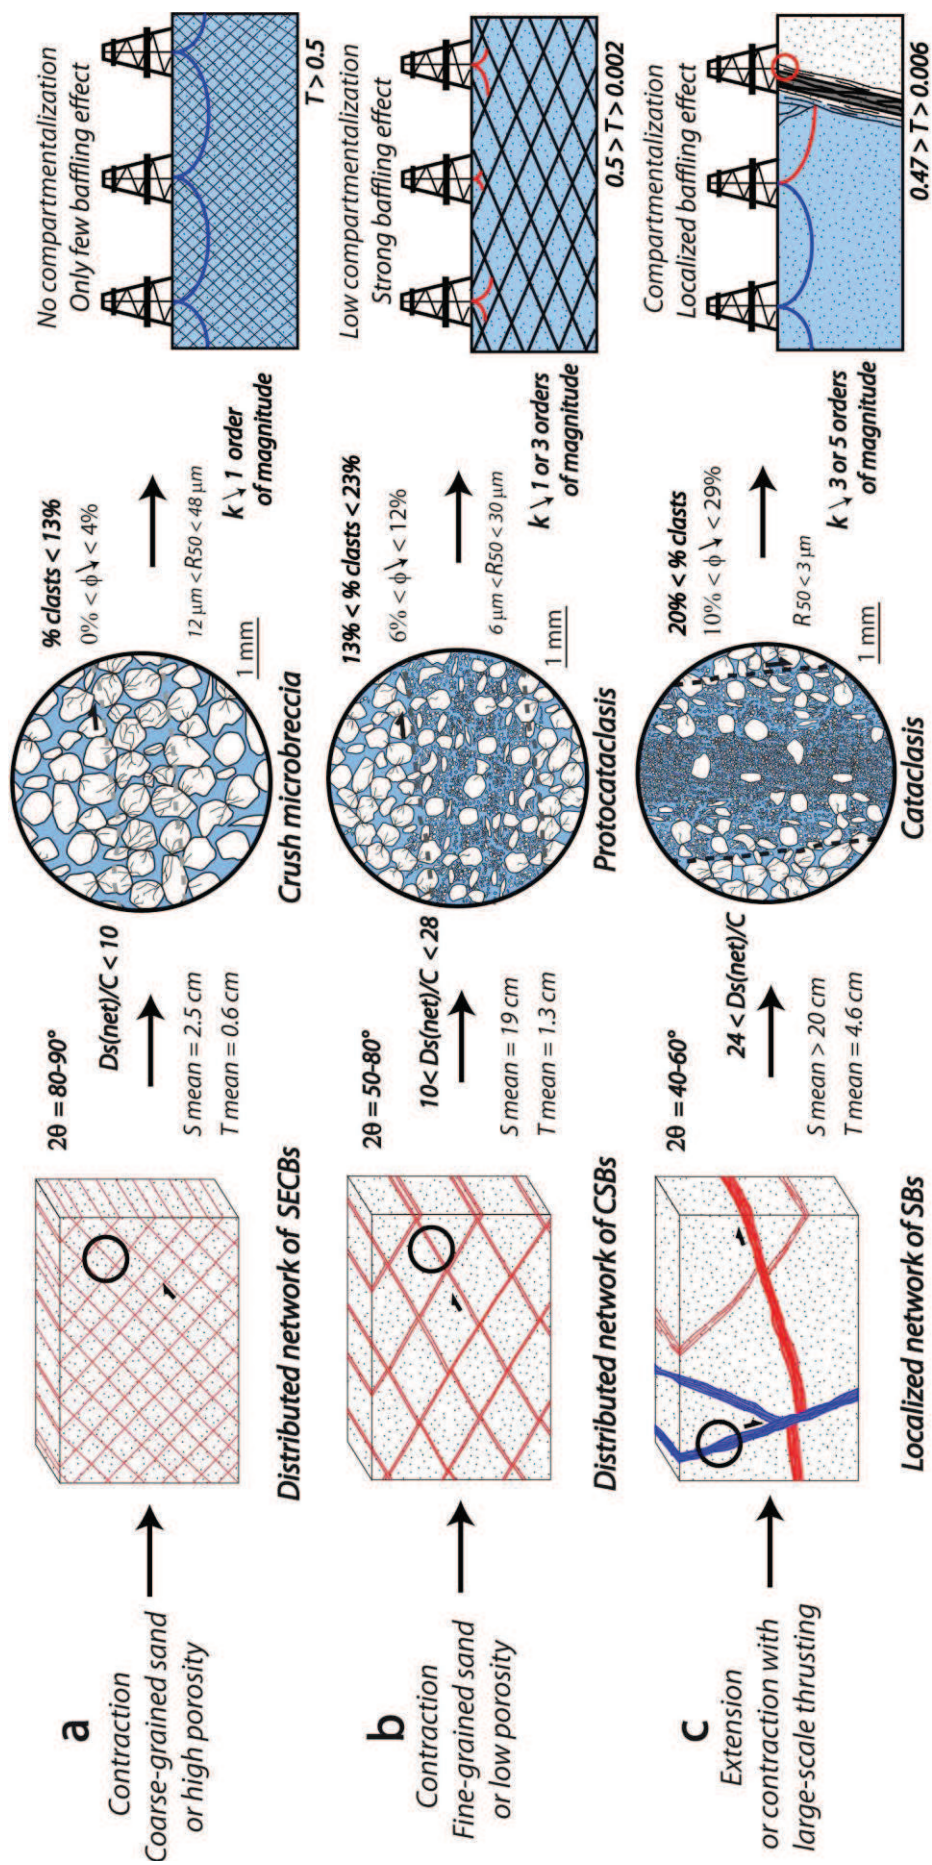 a
Contraction
Coarse-grained sand
or high porosity
Distributed network of SECBs
2θ = 80-90°
Ds(net)/C < 10
S mean = 2.5 cm
T mean = 0.6 cm
Crush microbrecia
% clasts < 13%
0% < ϕ↘ < 4%
12 μm < R50 < 48 μm
1 mm
k ↘ 1 order
of magnitude
No compartmentalization
Only few baffling effect
T > 0.5
b
Contraction
Fine-grained sand
or low porosity
Distributed network of CSBs
2θ = 50-80°
10< Ds(net)/C <28
S mean = 19 cm
T mean = 1.3 cm
Protocataclasis
13% < % clasts < 23%
6% < ϕ↘ < 12%
6 μm < R50 < 30 μm
1 mm
k ↘ 1 or 3 orders
of magnitude
Low compartmentalization
Strong baffling effect
0.5 > T > 0.002
c
Extension
or contraction with
large-scale thrusting
Localized network of SBs
2θ = 40-60°
24 < Ds(net)/C
S mean > 20 cm
T mean = 4.6 cm
Cataclasis
20% < % clasts
10% < ϕ↘ < 29%
R50 < 3 μm
1 mm
k ↘ 3 or 5 orders
of magnitude
Compartmentalization
Localized baffling effect
0.47 > T > 0.006